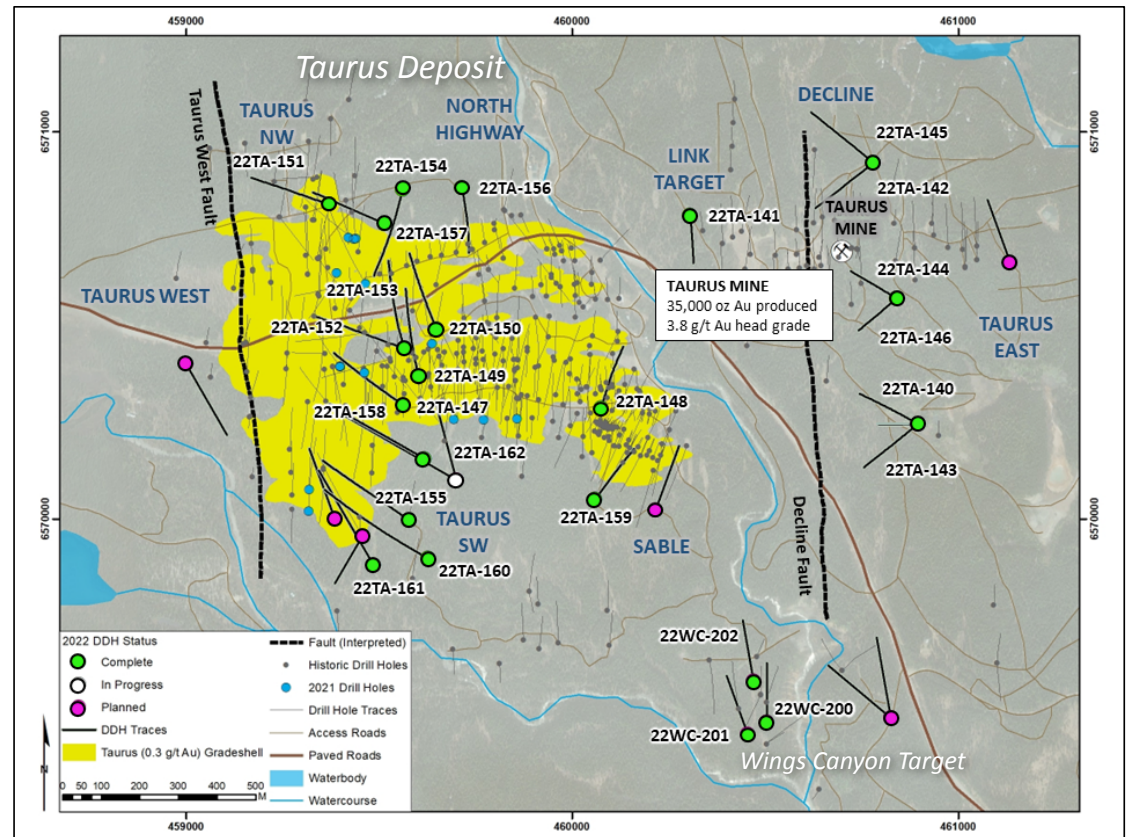 459000
460000
461000
Taurus Deposit
6571000
6571000
Taurus West Fault
TAURUS
NW
NORTH
HIGHWAY
DECLINE
22TA-145
22TA-151
22TA-154
22TA-156
LINK
TARGET
22TA-142
22TA-141
TAURUS
MINE
22TA-157
22TA-144
22TA-153
TAURUS MINE
35,000 oz Au produced
3.8 g/t Au head grade
TAURUS WEST
22TA-152
22TA-150
22TA-146
TAURUS
EAST
22TA-149
22TA-140
22TA-158
22TA-147
22TA-148
22TA-162
22TA-143
22TA-155
TAURUS
SW
22TA-159
SABLE
Decline Fault
6570000
6570000
22TA-160
22TA-161
22WC-202
22WC-200
22WC-201
Wings Canyon Target
2022 DDH Status
Complete
In Progress
Planned
DDH Traces
Taurus (0.3 g/t Au) Gradeshell
0 50 100 200 300 400 500
M
Fault (Interpreted)
Historic Drill Holes
2021 Drill Holes
Drill Hole Traces
Access Roads
Paved Roads
Waterbody
Watercourse
N
459000
460000
461000